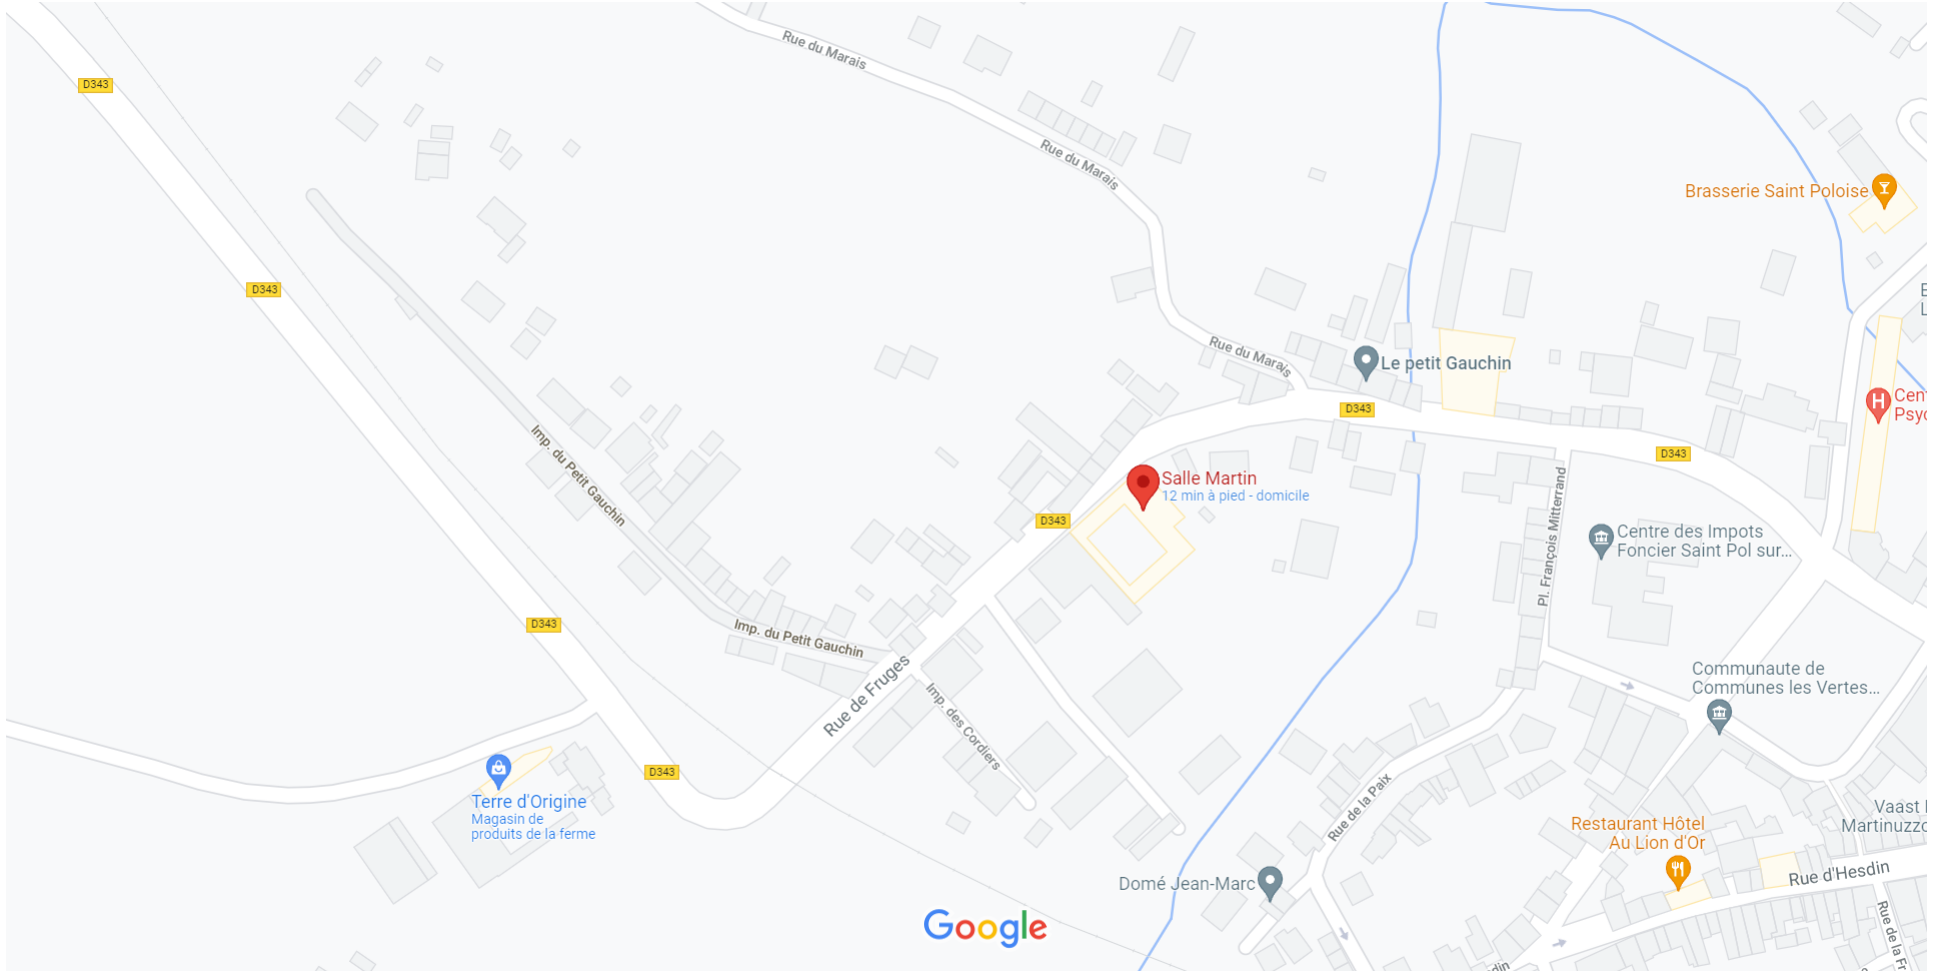 Rue du Marais
D343
Rue du Marais
Brasserie Saint Poloise
D343
Rue du Marais
Le petit Gauchin
D343
Imp. du Petit Gauchin
D343
Salle Martin
12 min à pied - domicile
D343
Pl. François Mitterrand
Centre des Impots
Foncier Saint Pol sur...
D343
Imp. du Petit Gauchin
Rue de Fruges
Imp. des Cordiers
Communaute de
Communes les Vertes...
D343
Terre d'Origine
Magasin de
produits de la ferme
Rue de la Paix
Restaurant Hôtel
Au Lion d'Or
Vaast
Rue d'Hesdin
Domé Jean-Marc
Google